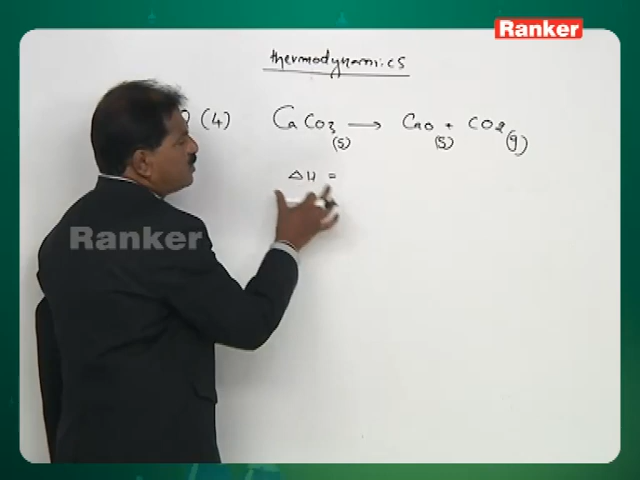 Ranker
thermodynamics
(4) CaCO3 → CaO + CO2
(s) (s) (g)
ΔH =
Ranker